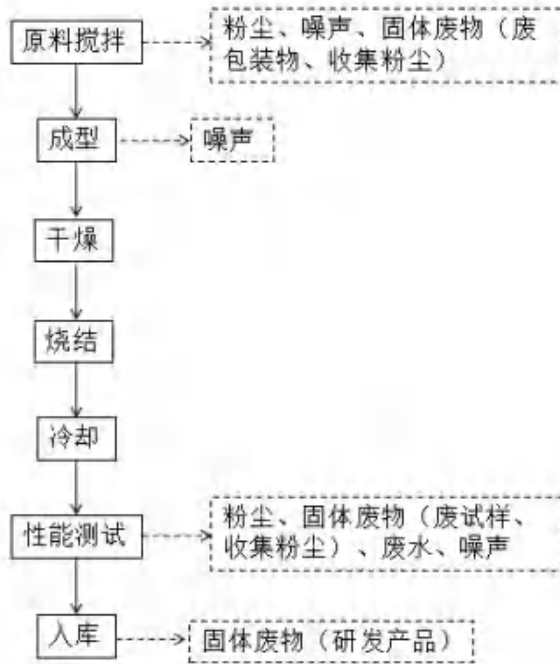 原料搅拌
粉尘、噪声、固体废物（废
包装物、收集粉尘）
成型
噪声
干燥
烧结
冷却
性能测试
粉尘、固体废物（废试样、
收集粉尘）、废水、噪声
入库
固体废物（研发产品）